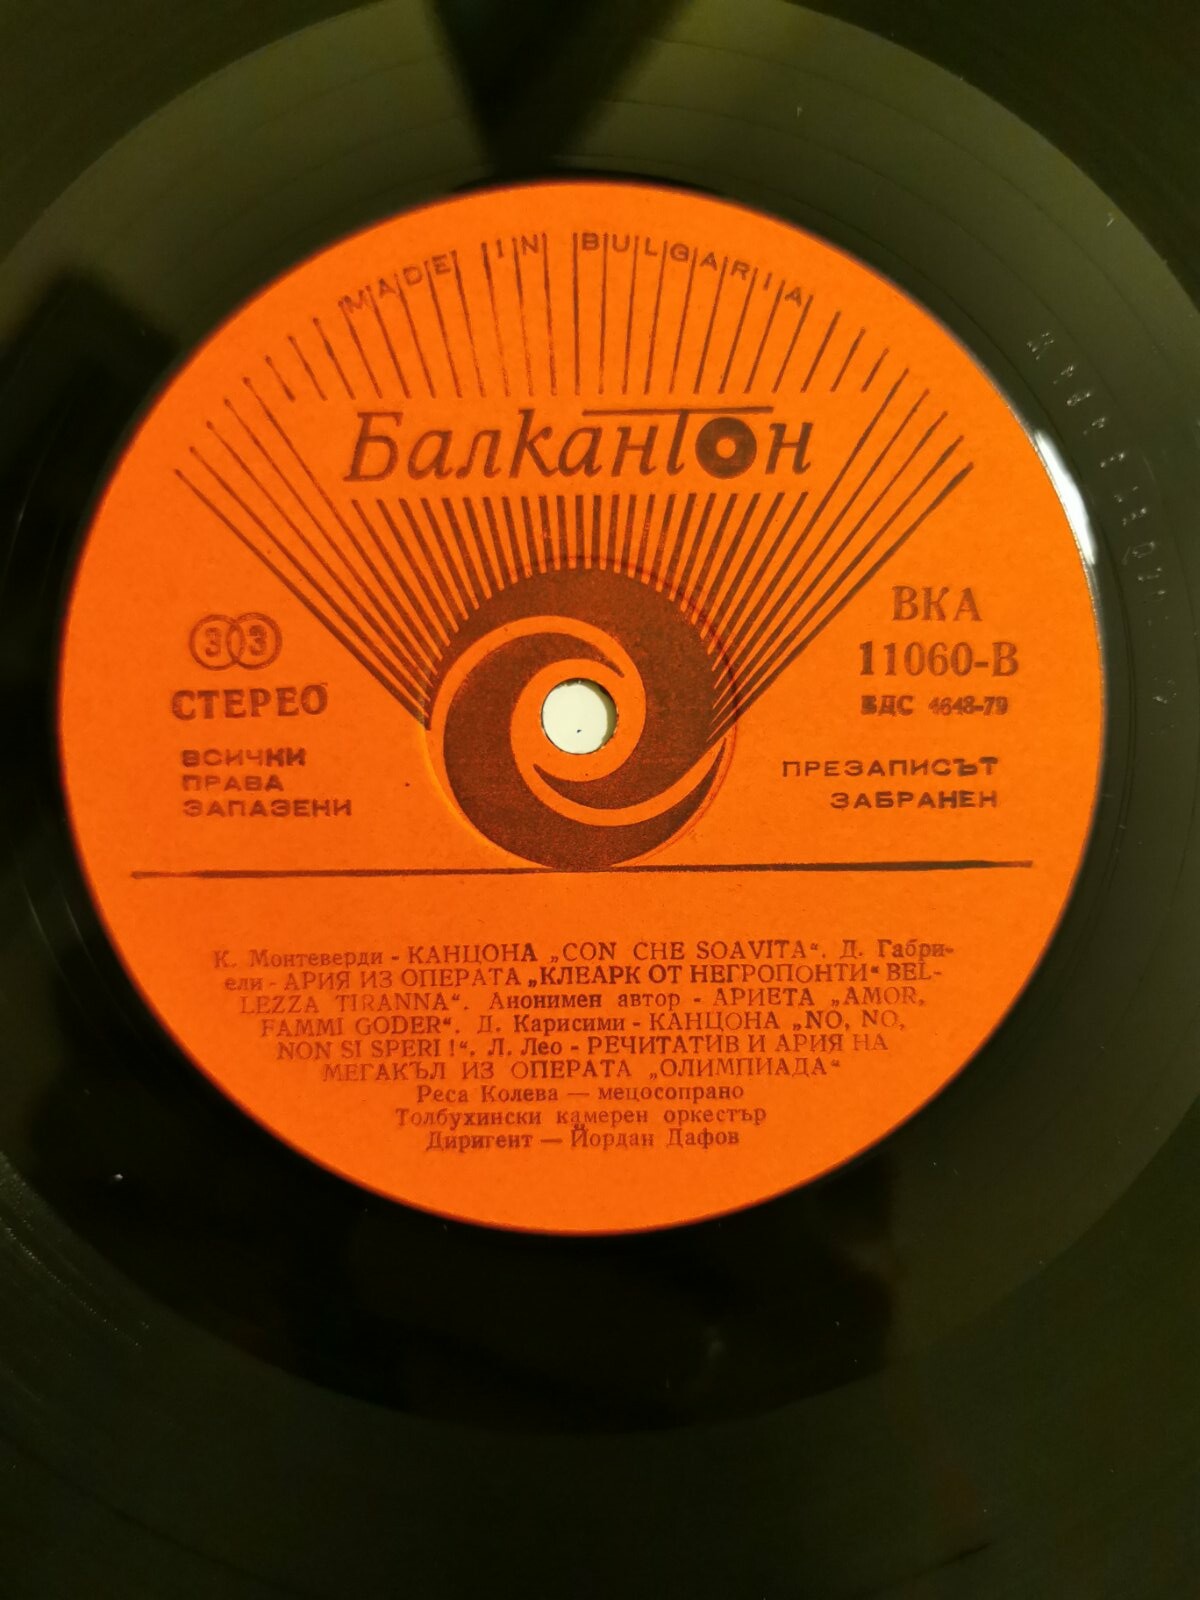 MADE IN BULGARIA
Балкантон
33
СТЕРЕО
ВСИЧКИ
ПРАВА
ЗАПАЗЕНИ
ВКА
11060-В
БДС 4648-79
ПРЕЗАПИСЪТ
ЗАБРАНЕН
К. Монтеверди - КАНЦОНА „CON CHE SOAVITA“. Д. Габри-
ели - АРИЯ ИЗ ОПЕРАТА „КЛЕАРК ОТ НЕГРОПОНТИ“ BEL-
LEZZA TIRANNA“. Анонимен автор - АРИЕТА „AMOR,
FAMMI GODER“. Д. Карисими - КАНЦОНА „NO, NO,
NON SI SPERI !“. Л. Лео - РЕЧИТАТИВ И АРИЯ НА
МЕГАКЪЛ ИЗ ОПЕРАТА „ОЛИМПИАДА“
Реса Колева — мецосопрано
Толбухински камерен оркестър
Диригент — Йордан Дафов